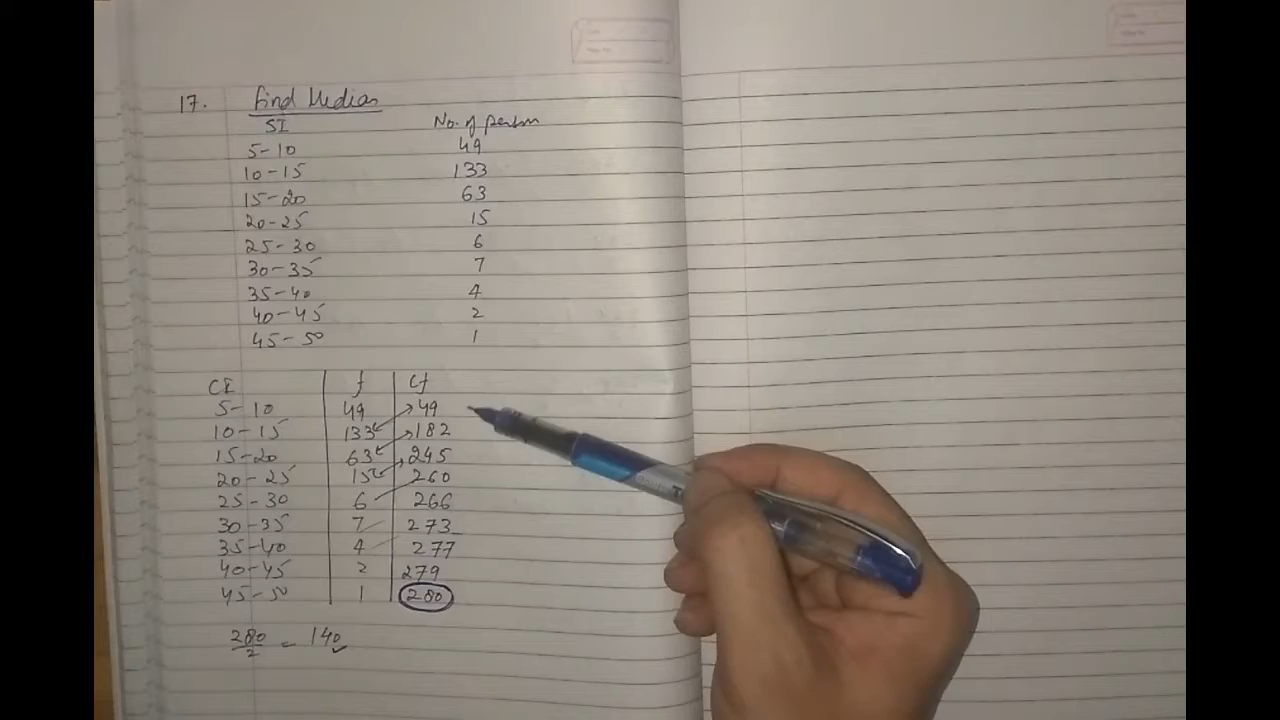 17. Find Median
SI No. of person
5-10 49
10-15 133
15-20 63
20-25 15
25-30 6
30-35 7
35-40 4
40-45 2
45-50 1
CI f Cf
5-10 49 49
10-15 133 182
15-20 63 245
20-25 15 260
25-30 6 266
30-35 7 273
35-40 4 277
40-45 2 279
45-50 1 280
280/2 = 140